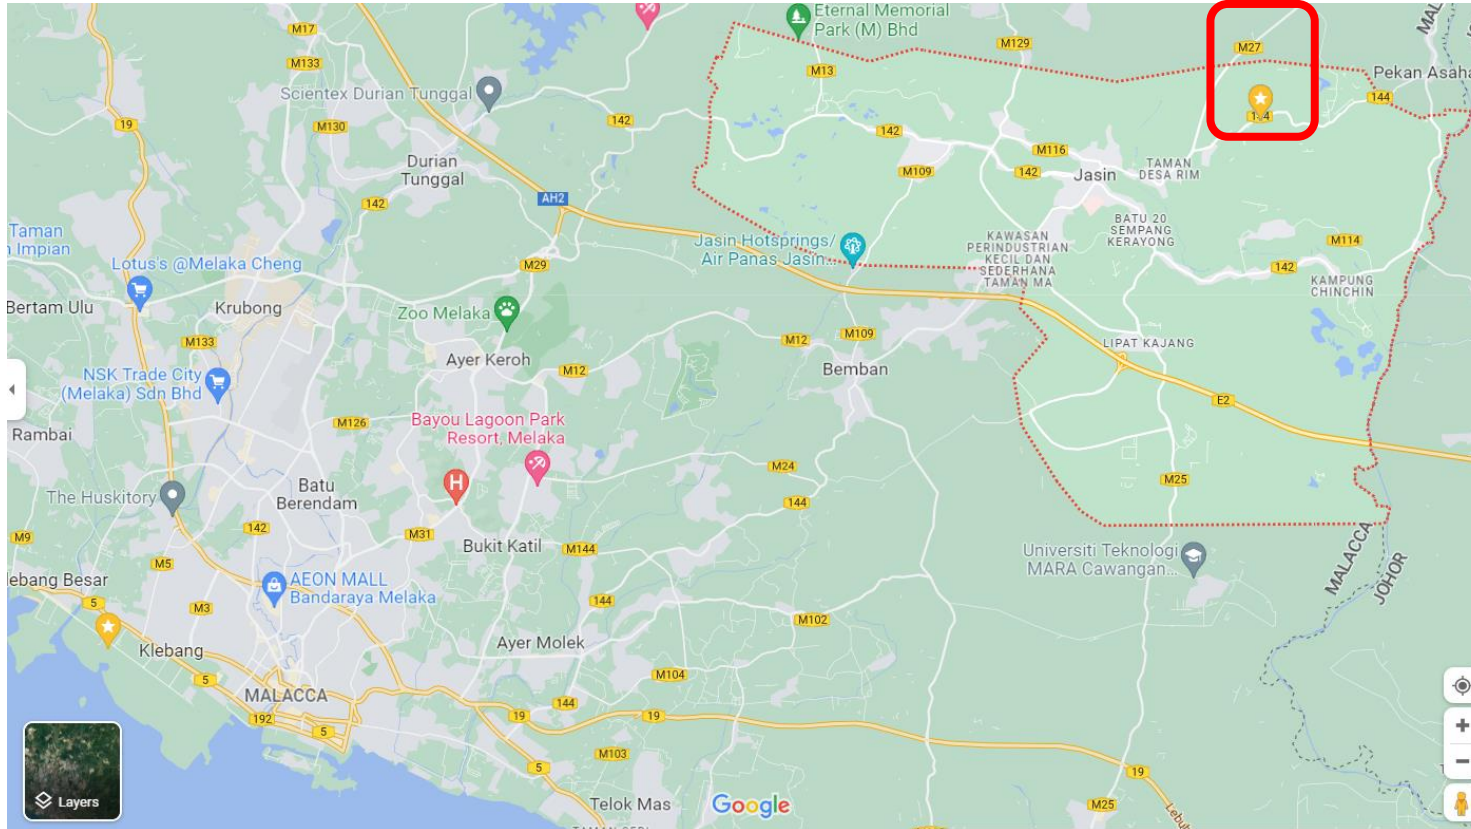 Eternal Memorial
Park (M) Bhd
M17
M129
M27
MAL
M133
M13
Pekan Asaha
Scientex Durian Tunggal
144
19
M130
142
142
Durian
Tunggal
M116
M109
142
Jasin
TAMAN
DESA RIM
AH2
142
BATU 20
SEMPANG
KERAYONG
Taman
n Impian
Jasin Hotsprings/
Air Panas Jasin...
KAWASAN
PERINDUSTRIAN
KECIL DAN
SEDERHANA
TAMAN MA
M114
Lotus's @Melaka Cheng
M29
142
KAMPUNG
CHINCHIN
Bertam Ulu
Krubong
Zoo Melaka
M133
M12
M109
LIPAT KAJANG
Ayer Keroh
NSK Trade City
(Melaka) Sdn Bhd
M12
Bemban
E2
Bayou Lagoon Park
Resort, Melaka
M126
Rambai
M24
M25
H
The Huskitory
Batu
Berendam
144
142
M31
M9
Bukit Katil
M144
Universiti Teknologi
MARA Cawangan...
MALACCA
JOHOR
M5
ebang Besar
AEON MALL
Bandaraya Melaka
5
M3
144
M102
Klebang
Ayer Molek
5
M104
MALACCA
144
192
5
19
19
M103
5
19
Layers
Telok Mas
Google
M25
Lebuh